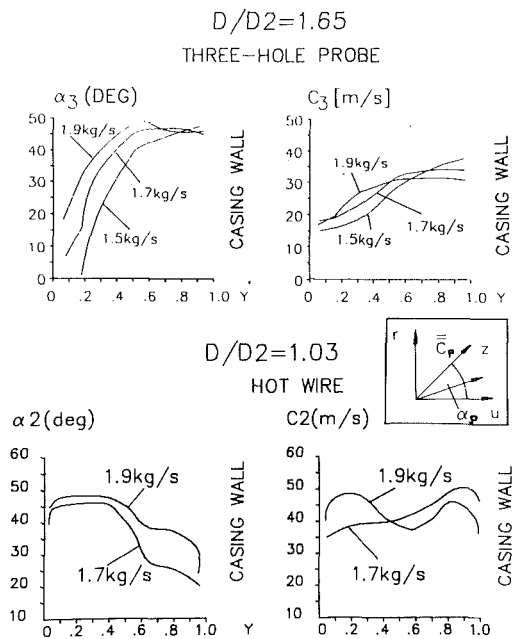 D/D2=1.65
THREE-HOLE PROBE
α3 (DEG)
50
40
30
20
10
0
1.9kg/s
1.7kg/s
1.5kg/s
.2 .4 .6 .8 1.0 Y
CASING WALL
C3 [m/s]
50
40
30
20
10
0
1.9kg/s
1.7kg/s
1.5kg/s
.2 .4 .6 .8 1.0 Y
CASING WALL
D/D2=1.03
HOT WIRE
r
C̿p
z
αp
u
α2(deg)
50
40
30
20
10
1.9kg/s
1.7kg/s
0 .2 .4 .6 .8 1.0
CASING WALL
C2(m/s)
60
50
40
30
20
10
1.9kg/s
1.7kg/s
0 .2 .4 .6 .8 1.0
CASING WALL